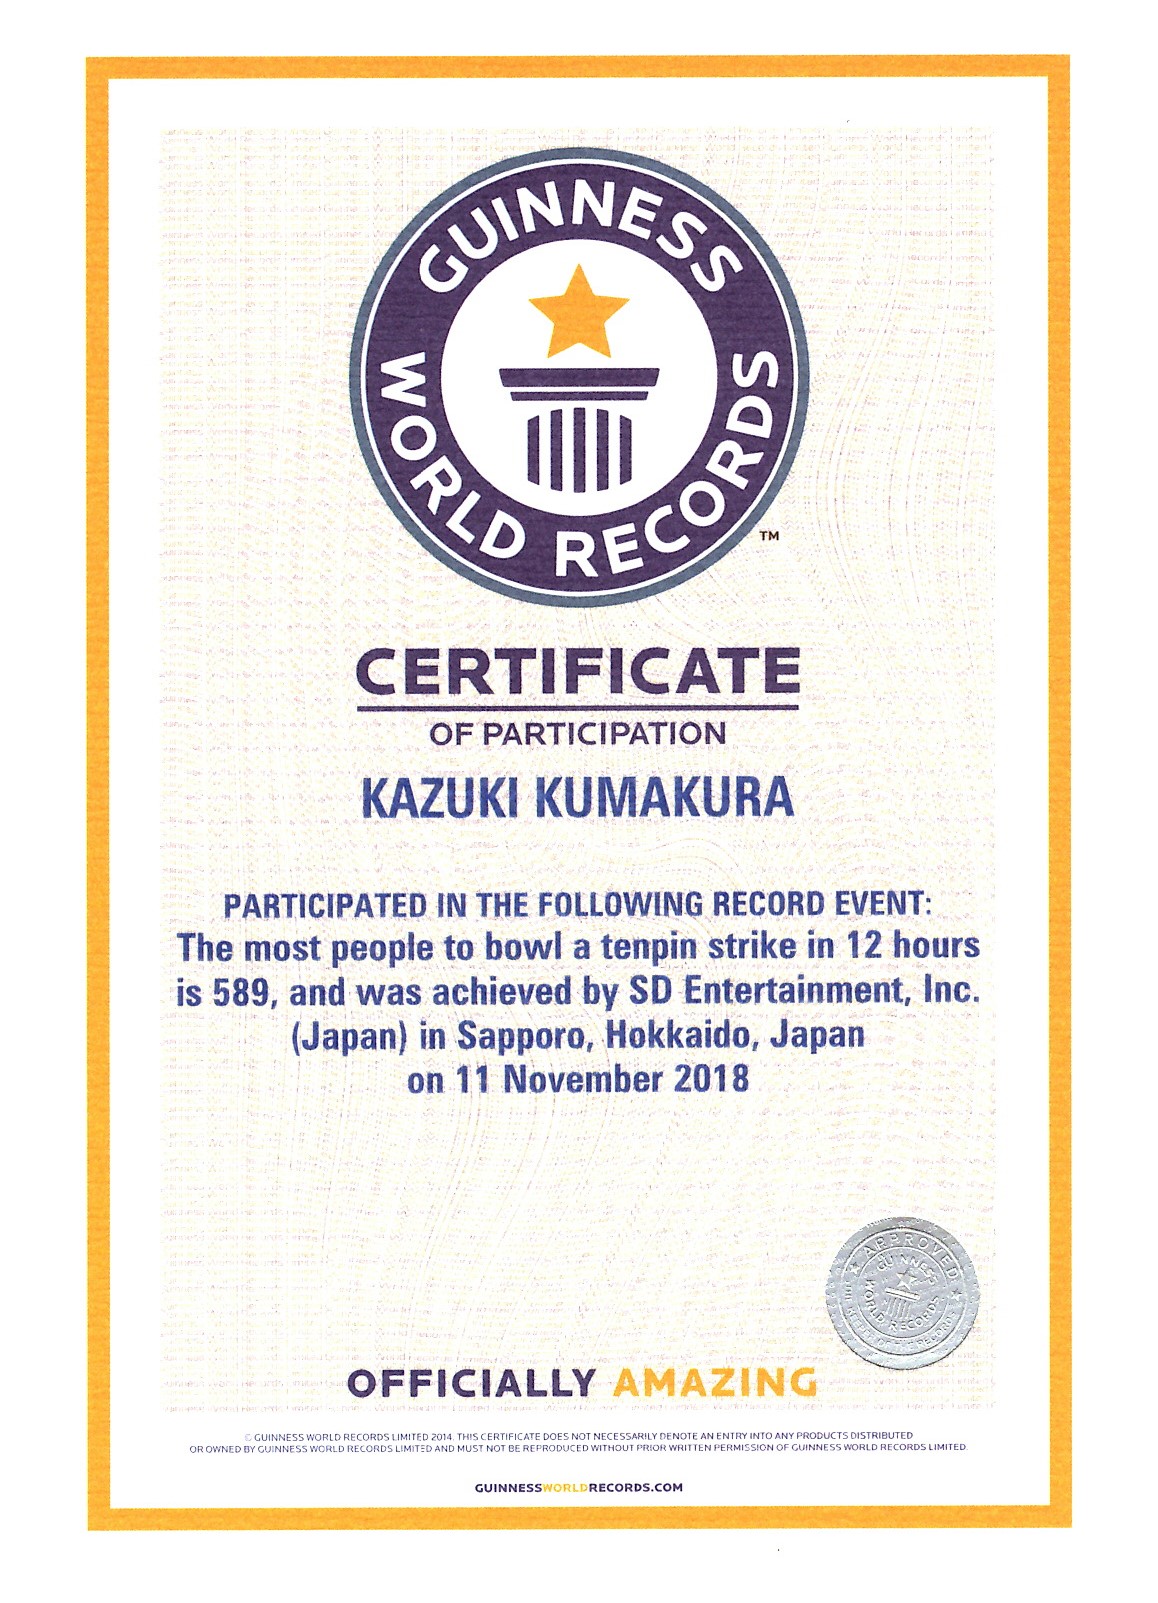 GUINNESS
WORLD RECORDS
TM
CERTIFICATE
OF PARTICIPATION
KAZUKI KUMAKURA
PARTICIPATED IN THE FOLLOWING RECORD EVENT:
The most people to bowl a tenpin strike in 12 hours
is 589, and was achieved by SD Entertainment, Inc.
(Japan) in Sapporo, Hokkaido, Japan
on 11 November 2018
APPROVED
GUINNESS
WORLD RECORDS
OFFICIALLY AMAZING
© GUINNESS WORLD RECORDS LIMITED 2014. THIS CERTIFICATE DOES NOT NECESSARILY DENOTE AN ENTRY INTO ANY PRODUCTS DISTRIBUTED
OR OWNED BY GUINNESS WORLD RECORDS LIMITED AND MUST NOT BE REPRODUCED WITHOUT PRIOR WRITTEN PERMISSION OF GUINNESS WORLD RECORDS LIMITED.
GUINNESSWORLDRECORDS.COM